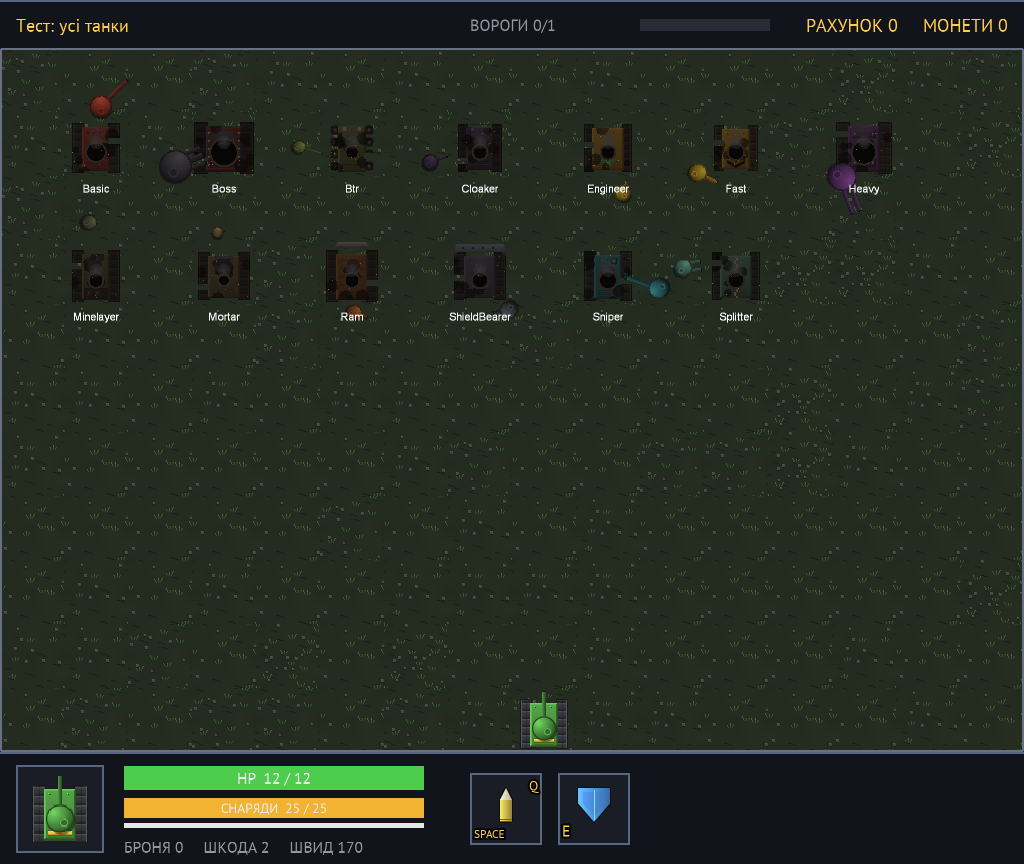 Тест: усі танки
ВОРОГИ 0/1
РАХУНОК 0
МОНЕТИ 0
Basic
Boss
Btr
Cloaker
Engineer
Fast
Heavy
Minelayer
Mortar
Ram
ShieldBearer
Sniper
Splitter
HP 12 / 12
СНАРЯДИ 25 / 25
БРОНЯ 0
ШКОДА 2
ШВИД 170
Q
SPACE
E